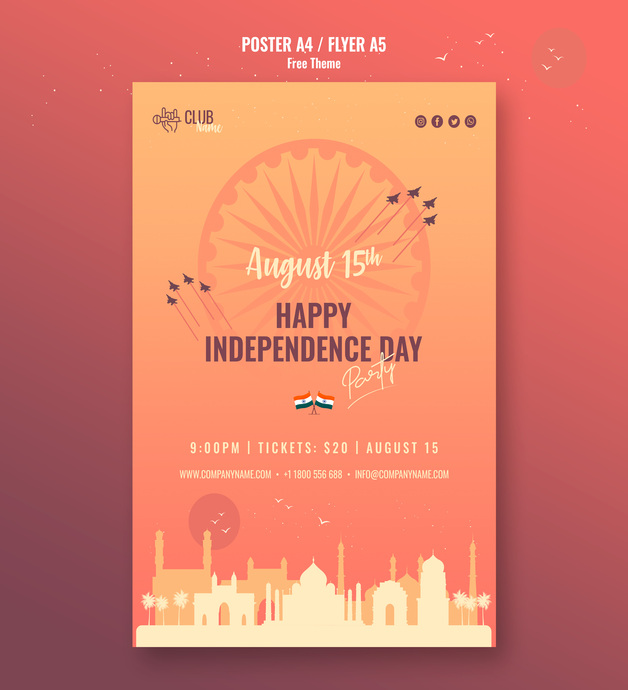 POSTER A4 / FLYER A5
Free Theme
CLUB
Name
August 15th
HAPPY
INDEPENDENCE DAY
Party
9:00PM | TICKETS: $20 | AUGUST 15
WWW.COMPANYNAME.COM • +1 1800 556 688 • INFO@COMPANYNAME.COM